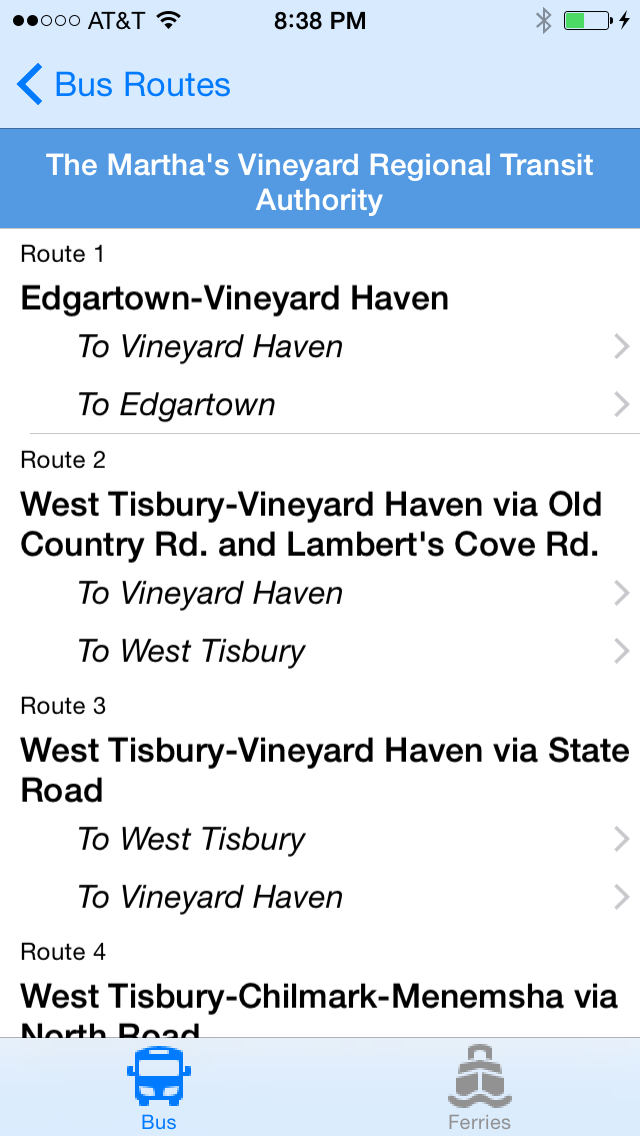 AT&T 8:38 PM
Bus Routes
The Martha's Vineyard Regional Transit
Authority
Route 1
Edgartown-Vineyard Haven
To Vineyard Haven
To Edgartown
Route 2
West Tisbury-Vineyard Haven via Old
Country Rd. and Lambert's Cove Rd.
To Vineyard Haven
To West Tisbury
Route 3
West Tisbury-Vineyard Haven via State
Road
To West Tisbury
To Vineyard Haven
Route 4
West Tisbury-Chilmark-Menemsha via
North Road
Bus Ferries